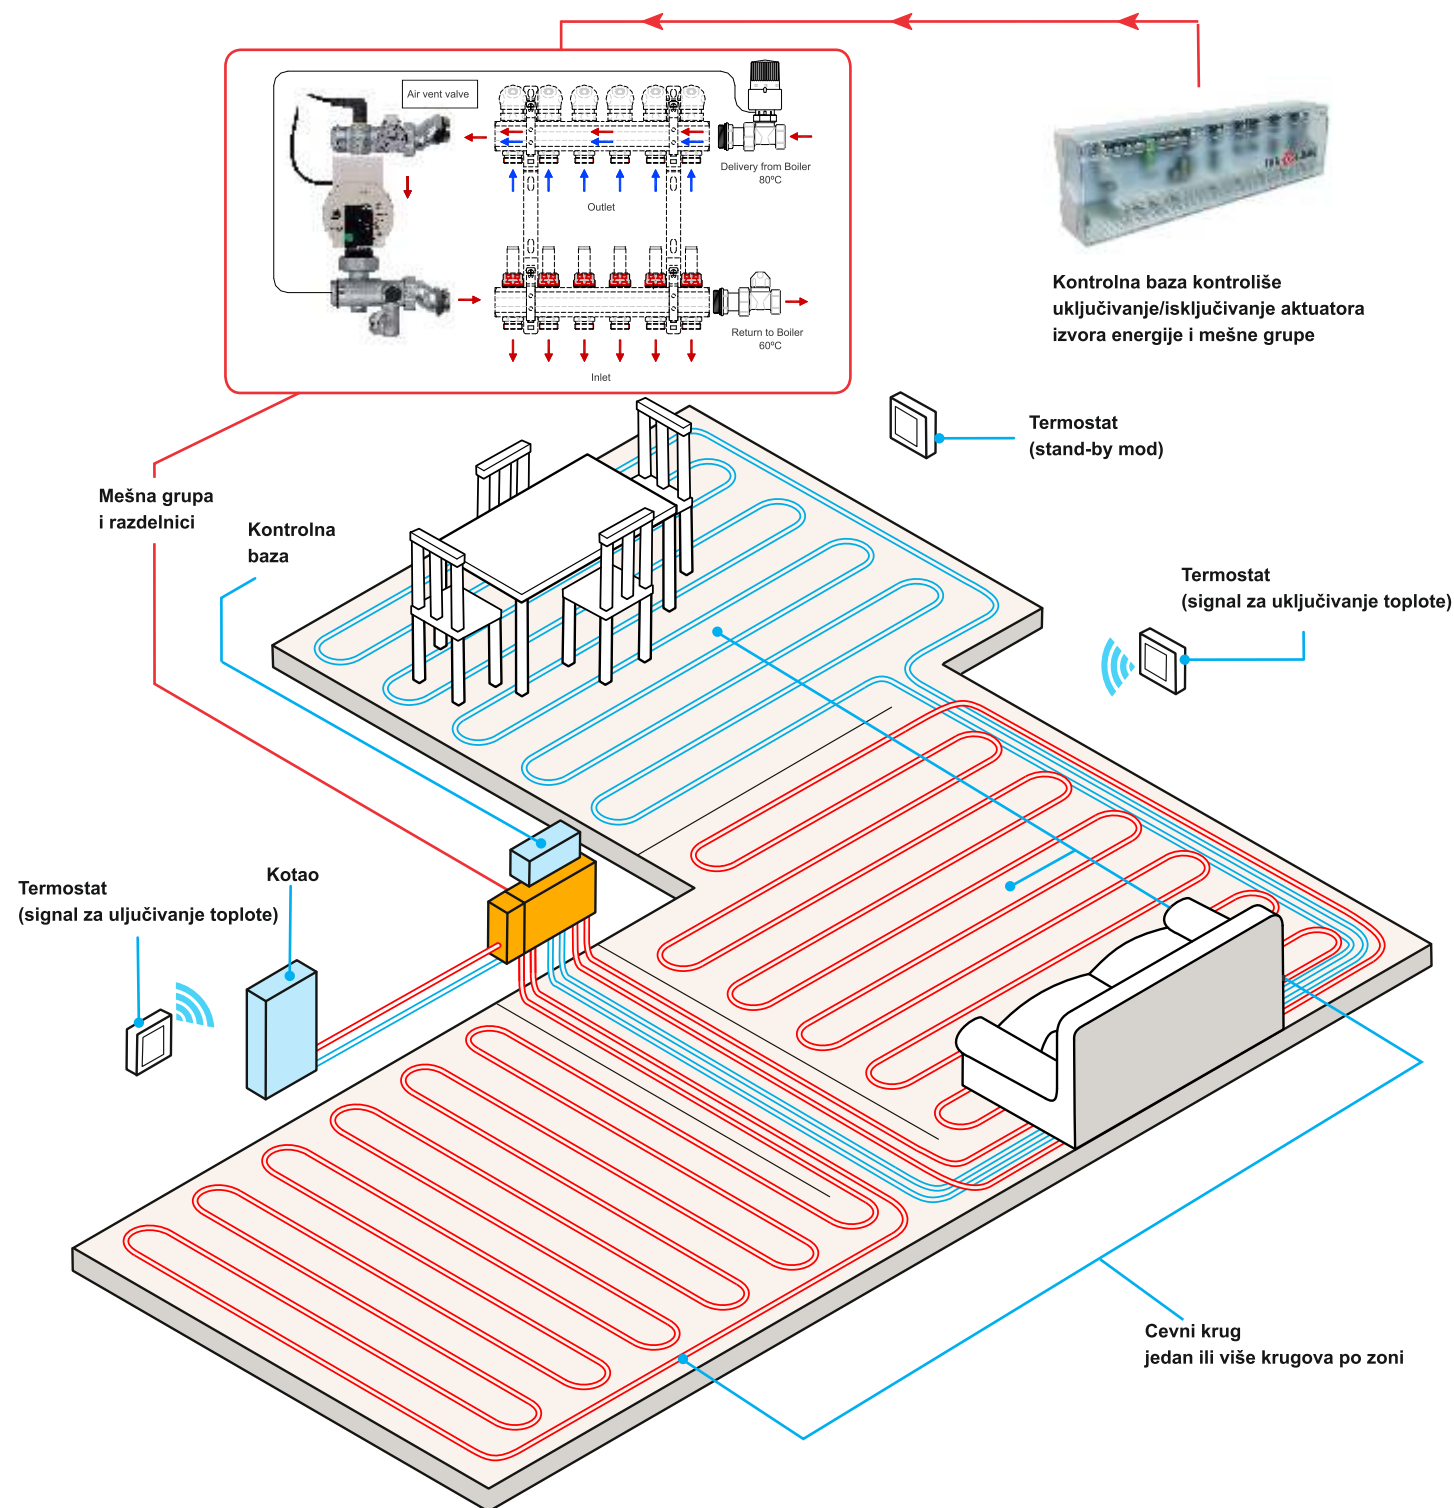 Air vent valve
Delivery from Boiler
80ºC
Outlet
Return to Boiler
60ºC
Inlet
Kontrolna baza kontroliše
uključivanje/isključivanje aktuatora
izvora energije i mešne grupe
Termostat
(stand-by mod)
Mešna grupa
i razdelnici
Kontrolna
baza
Termostat
(signal za uključivanje toplote)
Kotao
Termostat
(signal za uljučivanje toplote)
Cevni krug
jedan ili više krugova po zoni